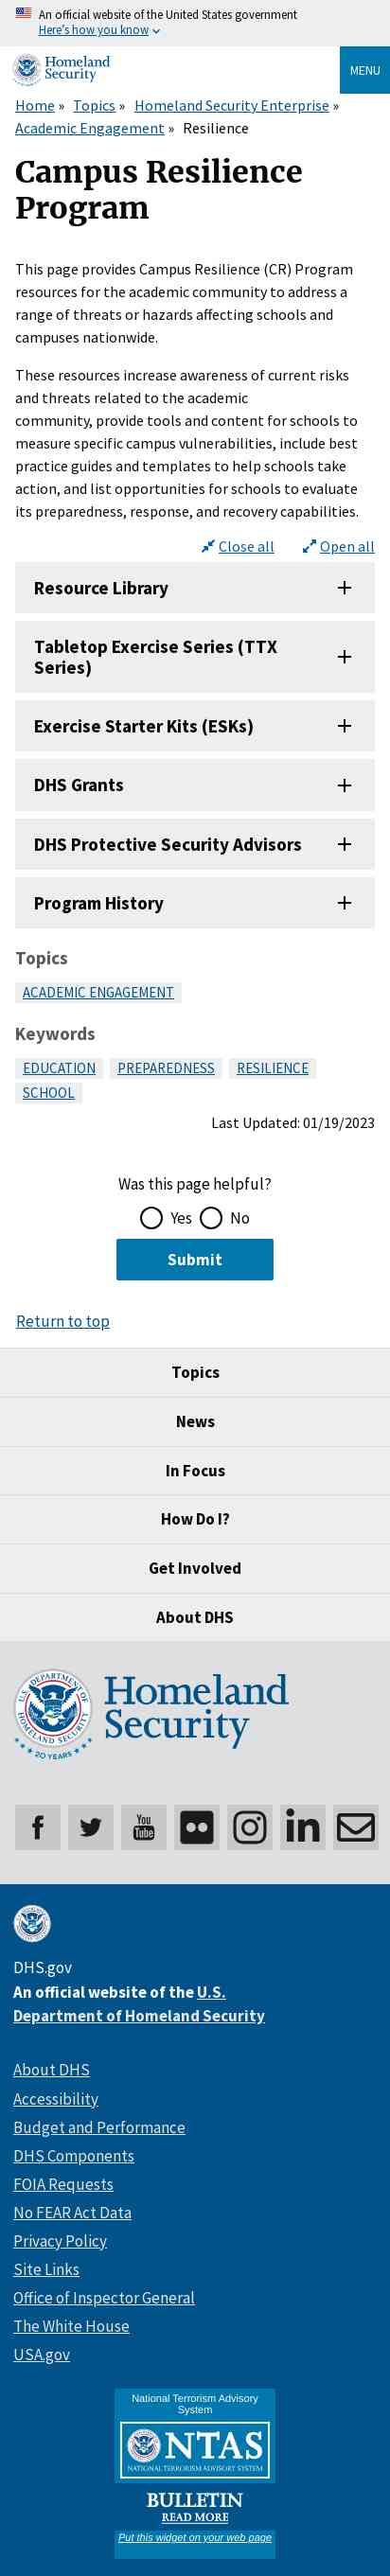 An official website of the United States government
Here's how you know
Homeland
Security
MENU
Home » Topics » Homeland Security Enterprise »
Academic Engagement » Resilience
Campus Resilience
Program
This page provides Campus Resilience (CR) Program
resources for the academic community to address a
range of threats or hazards affecting schools and
campuses nationwide.
These resources increase awareness of current risks
and threats related to the academic
community, provide tools and content for schools to
measure specific campus vulnerabilities, include best
practice guides and templates to help schools take
action, and list opportunities for schools to evaluate
its preparedness, response, and recovery capabilities.
Close all Open all
Resource Library
Tabletop Exercise Series (TTX
Series)
Exercise Starter Kits (ESKs)
DHS Grants
DHS Protective Security Advisors
Program History
Topics
ACADEMIC ENGAGEMENT
Keywords
EDUCATION PREPAREDNESS RESILIENCE
SCHOOL
Last Updated: 01/19/2023
Was this page helpful?
Yes No
Submit
Return to top
Topics
News
In Focus
How Do I?
Get Involved
About DHS
U.S. DEPARTMENT OF HOMELAND SECURITY
20 YEARS
Homeland
Security
You
Tube
DHS.gov
An official website of the U.S.
Department of Homeland Security
About DHS
Accessibility
Budget and Performance
DHS Components
FOIA Requests
No FEAR Act Data
Privacy Policy
Site Links
Office of Inspector General
The White House
USA.gov
National Terrorism Advisory
System
NTAS
NATIONAL TERRORISM ADVISORY SYSTEM
BULLETIN
READ MORE
Put this widget on your web page